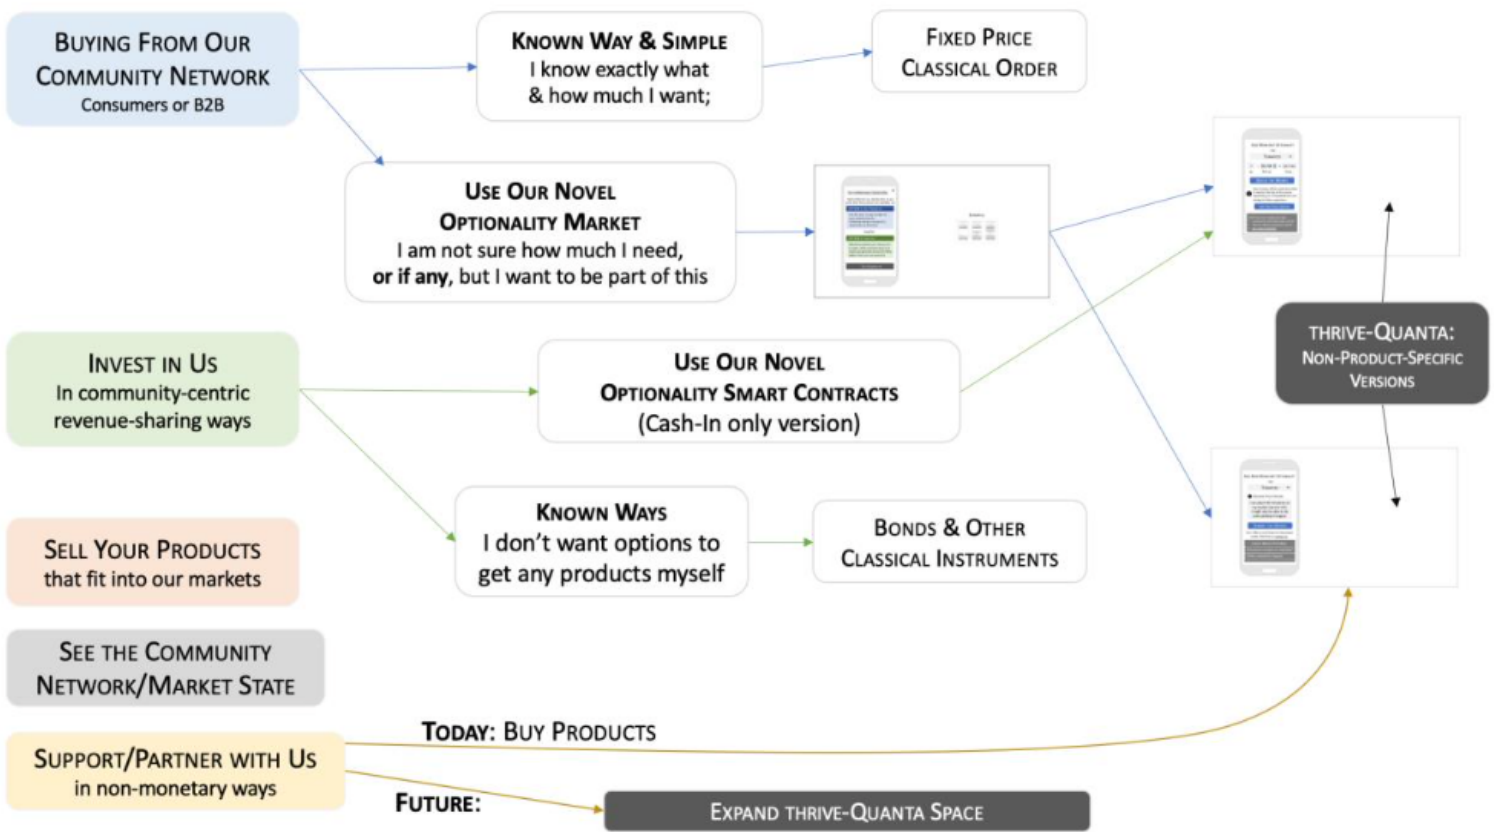 BUYING FROM OUR
COMMUNITY NETWORK
Consumers or B2B
KNOWN WAY & SIMPLE
I know exactly what
& how much I want;
FIXED PRICE
CLASSICAL ORDER
USE OUR NOVEL
OPTIONALITY MARKET
I am not sure how much I need,
or if any, but I want to be part of this
INVEST IN US
In community-centric
revenue-sharing ways
USE OUR NOVEL
OPTIONALITY SMART CONTRACTS
(Cash-In only version)
THRIVE-QUANTA:
NON-PRODUCT-SPECIFIC
VERSIONS
KNOWN WAYS
I don't want options to
get any products myself
BONDS & OTHER
CLASSICAL INSTRUMENTS
SELL YOUR PRODUCTS
that fit into our markets
SEE THE COMMUNITY
NETWORK/MARKET STATE
SUPPORT/PARTNER WITH US
in non-monetary ways
TODAY: BUY PRODUCTS
FUTURE:
EXPAND THRIVE-QUANTA SPACE